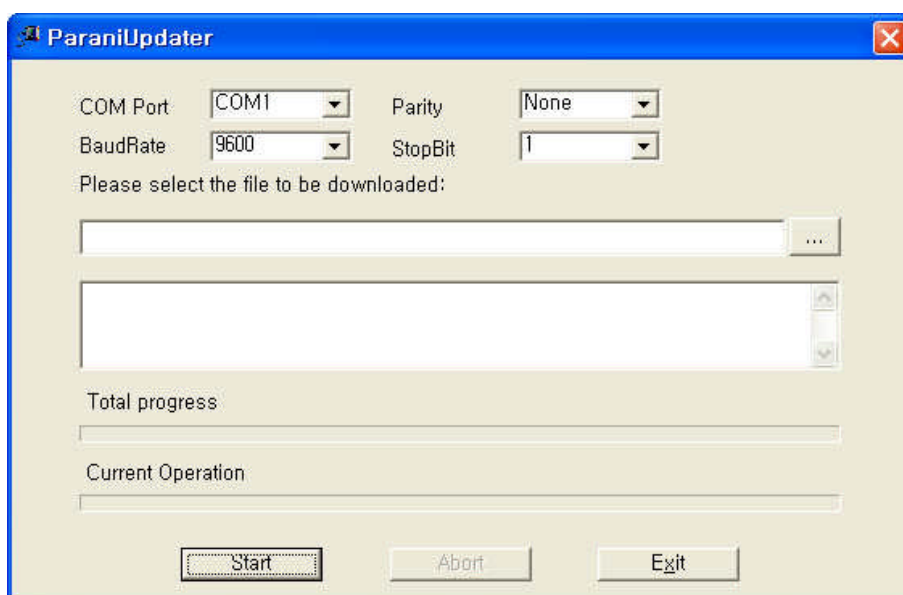 ParaniUpdater
COM Port COM1 Parity None
BaudRate 9600 StopBit 1
Please select the file to be downloaded:
...
Total progress
Current Operation
Start Abort Exit